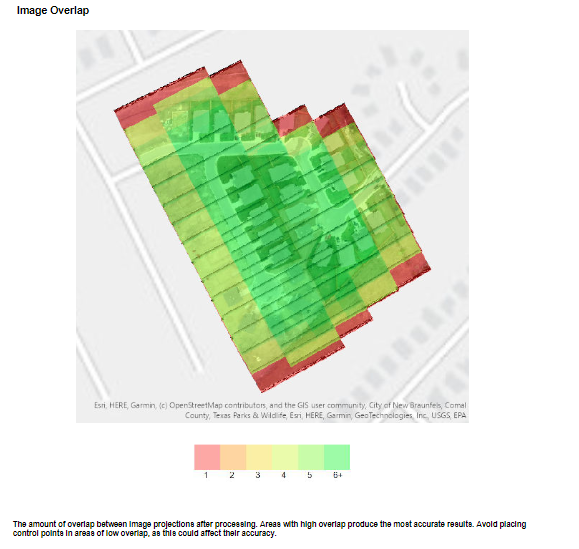 Image Overlap
Esri, HERE, Garmin, (c) OpenStreetMap contributors, and the GIS user community, City of New Braunfels, Comal
County, Texas Parks & Wildlife, Esri, HERE, Garmin, GeoTechnologies, Inc., USGS, EPA
1 2 3 4 5 6+
The amount of overlap between image projections after processing. Areas with high overlap produce the most accurate results. Avoid placing
control points in areas of low overlap, as this could affect their accuracy.